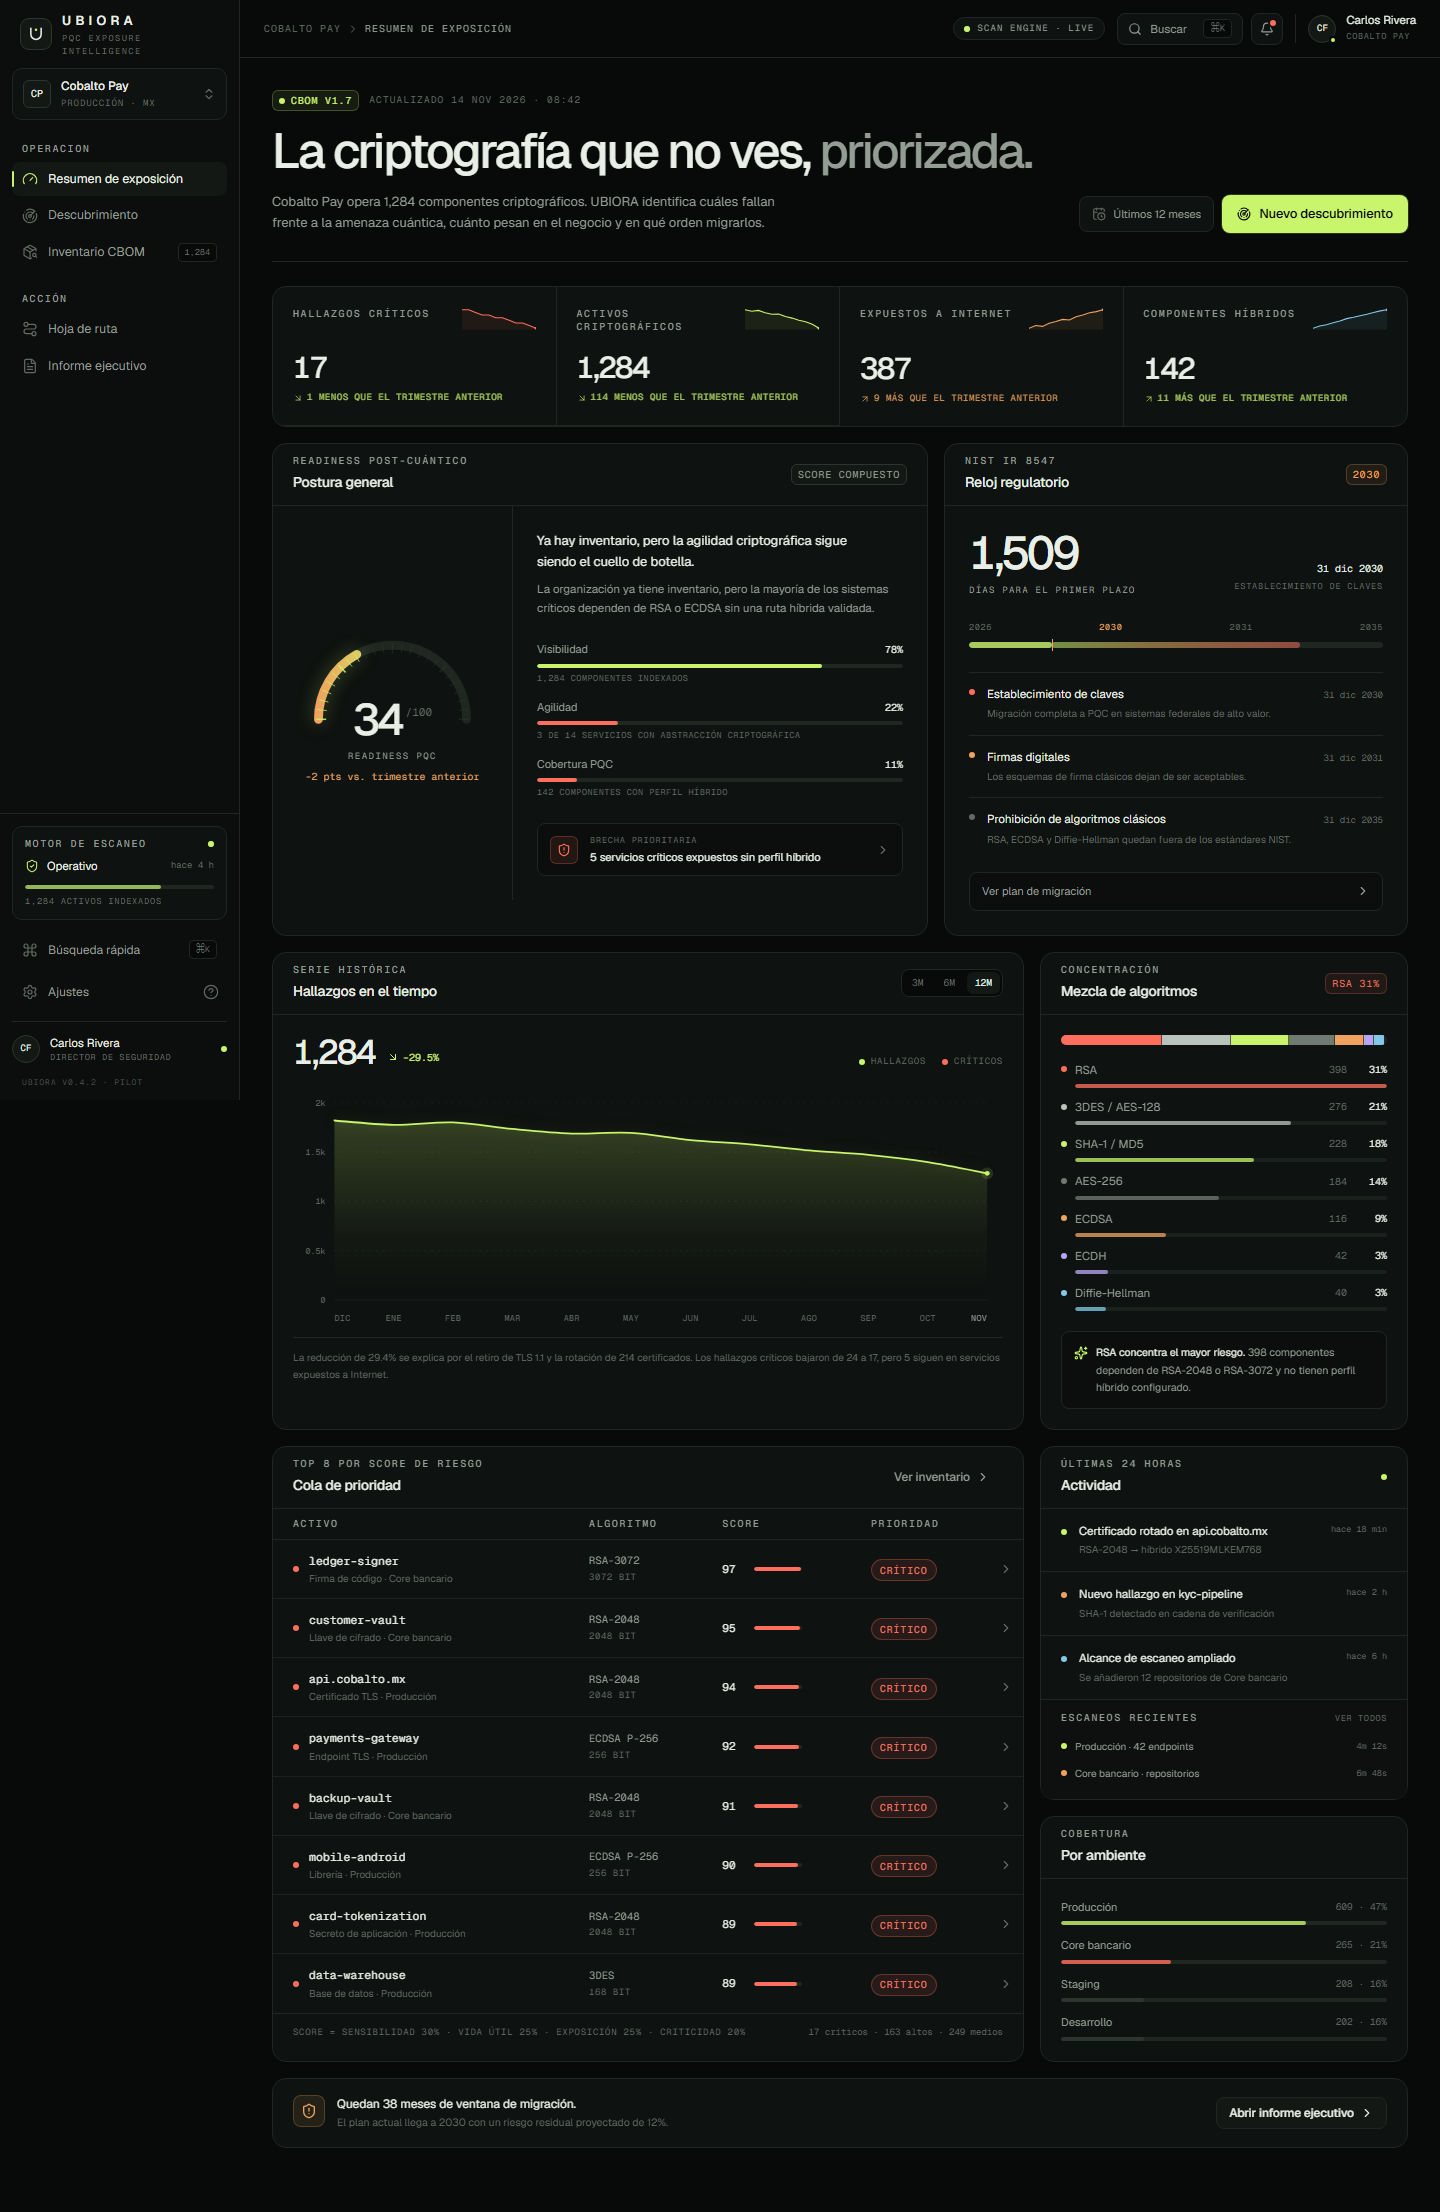 UBIORA
PQC EXPOSURE
INTELLIGENCE
CP
Cobalto Pay
PRODUCCIÓN · MX
OPERACION
Resumen de exposición
Descubrimiento
Inventario CBOM
1,284
ACCIÓN
Hoja de ruta
Informe ejecutivo
MOTOR DE ESCANEO
Operativo
hace 4 h
1,284 ACTIVOS INDEXADOS
Búsqueda rápida
⌘K
Ajustes
CF
Carlos Rivera
DIRECTOR DE SEGURIDAD
UBIORA V0.4.2 · PILOT
COBALTO PAY > RESUMEN DE EXPOSICIÓN
SCAN ENGINE · LIVE
Buscar
⌘K
CF
Carlos Rivera
COBALTO PAY
CBOM V1.7
ACTUALIZADO 14 NOV 2026 · 08:42
La criptografía que no ves, priorizada.
Cobalto Pay opera 1,284 componentes criptográficos. UBIORA identifica cuáles fallan
frente a la amenaza cuántica, cuánto pesan en el negocio y en qué orden migrarlos.
Últimos 12 meses
Nuevo descubrimiento
HALLAZGOS CRÍTICOS
17
↘ 1 MENOS QUE EL TRIMESTRE ANTERIOR
ACTIVOS
CRIPTOGRÁFICOS
1,284
↘ 114 MENOS QUE EL TRIMESTRE ANTERIOR
EXPUESTOS A INTERNET
387
↗ 9 MÁS QUE EL TRIMESTRE ANTERIOR
COMPONENTES HÍBRIDOS
142
↗ 11 MÁS QUE EL TRIMESTRE ANTERIOR
READINESS POST-CUÁNTICO
Postura general
SCORE COMPUESTO
34 /100
READINESS PQC
-2 pts vs. trimestre anterior
Ya hay inventario, pero la agilidad criptográfica sigue
siendo el cuello de botella.
La organización ya tiene inventario, pero la mayoría de los sistemas
críticos dependen de RSA o ECDSA sin una ruta híbrida validada.
Visibilidad 78%
1,284 COMPONENTES INDEXADOS
Agilidad 22%
3 DE 14 SERVICIOS CON ABSTRACCIÓN CRIPTOGRÁFICA
Cobertura PQC 11%
142 COMPONENTES CON PERFIL HÍBRIDO
BRECHA PRIORITARIA
5 servicios críticos expuestos sin perfil híbrido
NIST IR 8547
Reloj regulatorio
2030
1,509
DÍAS PARA EL PRIMER PLAZO
31 dic 2030
ESTABLECIMIENTO DE CLAVES
2026 2030 2031 2035
Establecimiento de claves 31 dic 2030
Migración completa a PQC en sistemas federales de alto valor.
Firmas digitales 31 dic 2031
Los esquemas de firma clásicos dejan de ser aceptables.
Prohibición de algoritmos clásicos 31 dic 2035
RSA, ECDSA y Diffie-Hellman quedan fuera de los estándares NIST.
Ver plan de migración
SERIE HISTÓRICA
Hallazgos en el tiempo
3M 6M 12M
1,284 ↘ -29.5%
HALLAZGOS CRÍTICOS
2k
1.5k
1k
0.5k
0
DIC ENE FEB MAR ABR MAY JUN JUL AGO SEP OCT NOV
La reducción de 29.4% se explica por el retiro de TLS 1.1 y la rotación de 214 certificados. Los hallazgos críticos bajaron de 24 a 17, pero 5 siguen en servicios
expuestos a Internet.
CONCENTRACIÓN
Mezcla de algoritmos
RSA 31%
RSA 398 31%
3DES / AES-128 276 21%
SHA-1 / MD5 228 18%
AES-256 184 14%
ECDSA 116 9%
ECDH 42 3%
Diffie-Hellman 40 3%
RSA concentra el mayor riesgo. 398 componentes
dependen de RSA-2048 o RSA-3072 y no tienen perfil
híbrido configurado.
TOP 8 POR SCORE DE RIESGO
Cola de prioridad
Ver inventario
ACTIVO ALGORITMO SCORE PRIORIDAD
ledger-signer RSA-3072 97 CRÍTICO
Firma de código · Core bancario 3072 BIT
customer-vault RSA-2048 95 CRÍTICO
Llave de cifrado · Core bancario 2048 BIT
api.cobalto.mx RSA-2048 94 CRÍTICO
Certificado TLS · Producción 2048 BIT
payments-gateway ECDSA P-256 92 CRÍTICO
Endpoint TLS · Producción 256 BIT
backup-vault RSA-2048 91 CRÍTICO
Llave de cifrado · Core bancario 2048 BIT
mobile-android ECDSA P-256 90 CRÍTICO
Librería · Producción 256 BIT
card-tokenization RSA-2048 89 CRÍTICO
Secreto de aplicación · Producción 2048 BIT
data-warehouse 3DES 89 CRÍTICO
Base de datos · Producción 168 BIT
SCORE = SENSIBILIDAD 30% · VIDA ÚTIL 25% · EXPOSICIÓN 25% · CRITICIDAD 20%
17 críticos · 163 altos · 249 medios
ÚLTIMAS 24 HORAS
Actividad
Certificado rotado en api.cobalto.mx hace 18 min
RSA-2048 → híbrido X25519MLKEM768
Nuevo hallazgo en kyc-pipeline hace 2 h
SHA-1 detectado en cadena de verificación
Alcance de escaneo ampliado hace 6 h
Se añadieron 12 repositorios de Core bancario
ESCANEOS RECIENTES VER TODOS
Producción · 42 endpoints 4m 12s
Core bancario · repositorios 6m 48s
COBERTURA
Por ambiente
Producción 609 · 47%
Core bancario 265 · 21%
Staging 208 · 16%
Desarrollo 202 · 16%
Quedan 38 meses de ventana de migración.
El plan actual llega a 2030 con un riesgo residual proyectado de 12%.
Abrir informe ejecutivo